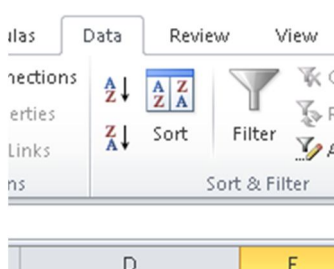 ulas Data Review View
nections
erties
Links
ns
A Z
Z A
A Z Z A
Sort
Filter
Sort & Filter
D E